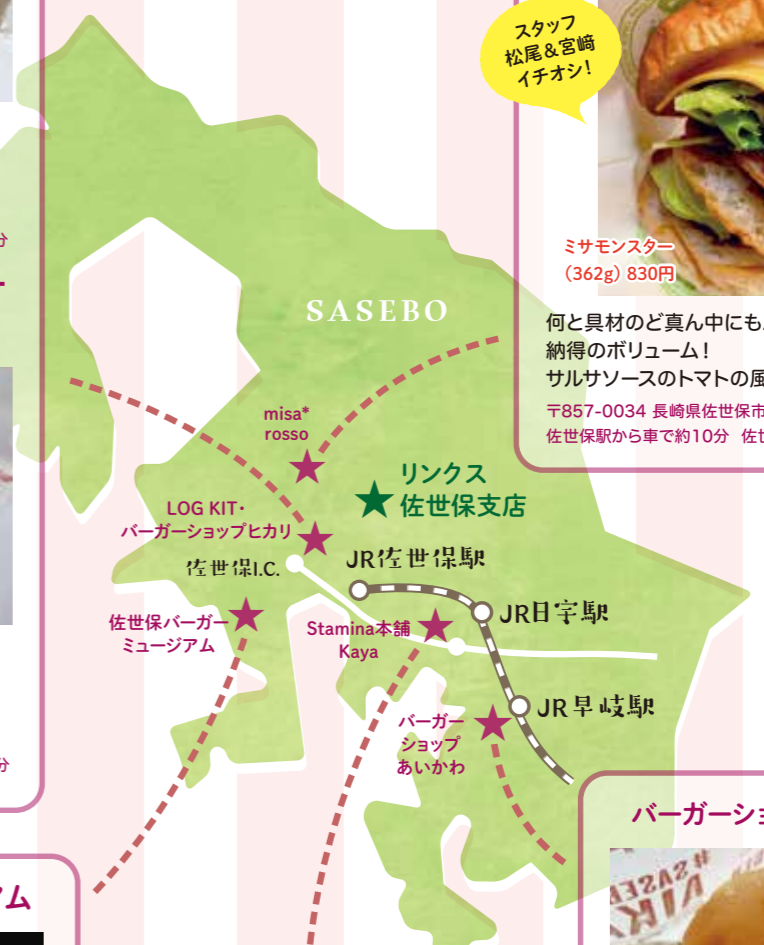 スタッフ
松尾&宮﨑
イチオシ!
ミサモンスター
(362g) 830円
何と具材のど真ん中にも
納得のボリューム!
サルサソースのトマトの風
〒857-0034 長崎県佐世保市
佐世保駅から車で約10分 佐世
分
SASEBO
misa*
rosso
リンクス
佐世保支店
LOG KIT・
バーガーショップヒカリ
佐世保I.C.
JR佐世保駅
佐世保バーガー
ミュージアム
Stamina本舗
Kaya
JR日宇駅
JR早岐駅
バーガー
ショップ
あいかわ
分
バーガーショ
アム
#SASE